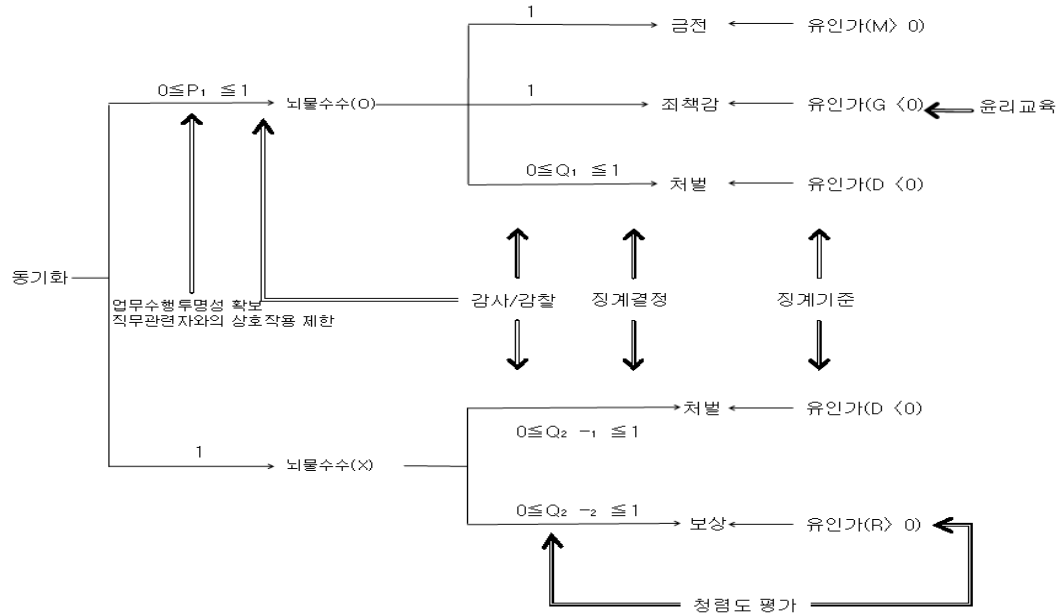 1
금전
유인가(M> 0)
0≦P₁ ≦1
뇌물수수(O)
1
죄책감
유인가(G <0)
윤리교육
0≦Q₁ ≦1
처벌
유인가(D <0)
동기화
업무수행투명성 확보
직무관련자와의 상호작용 제한
감사/감찰
징계결정
징계기준
처벌
유인가(D <0)
0≦Q₂ -₁ ≦1
1
뇌물수수(X)
0≦Q₂ -₂ ≦1
보상
유인가(R> 0)
청렴도 평가